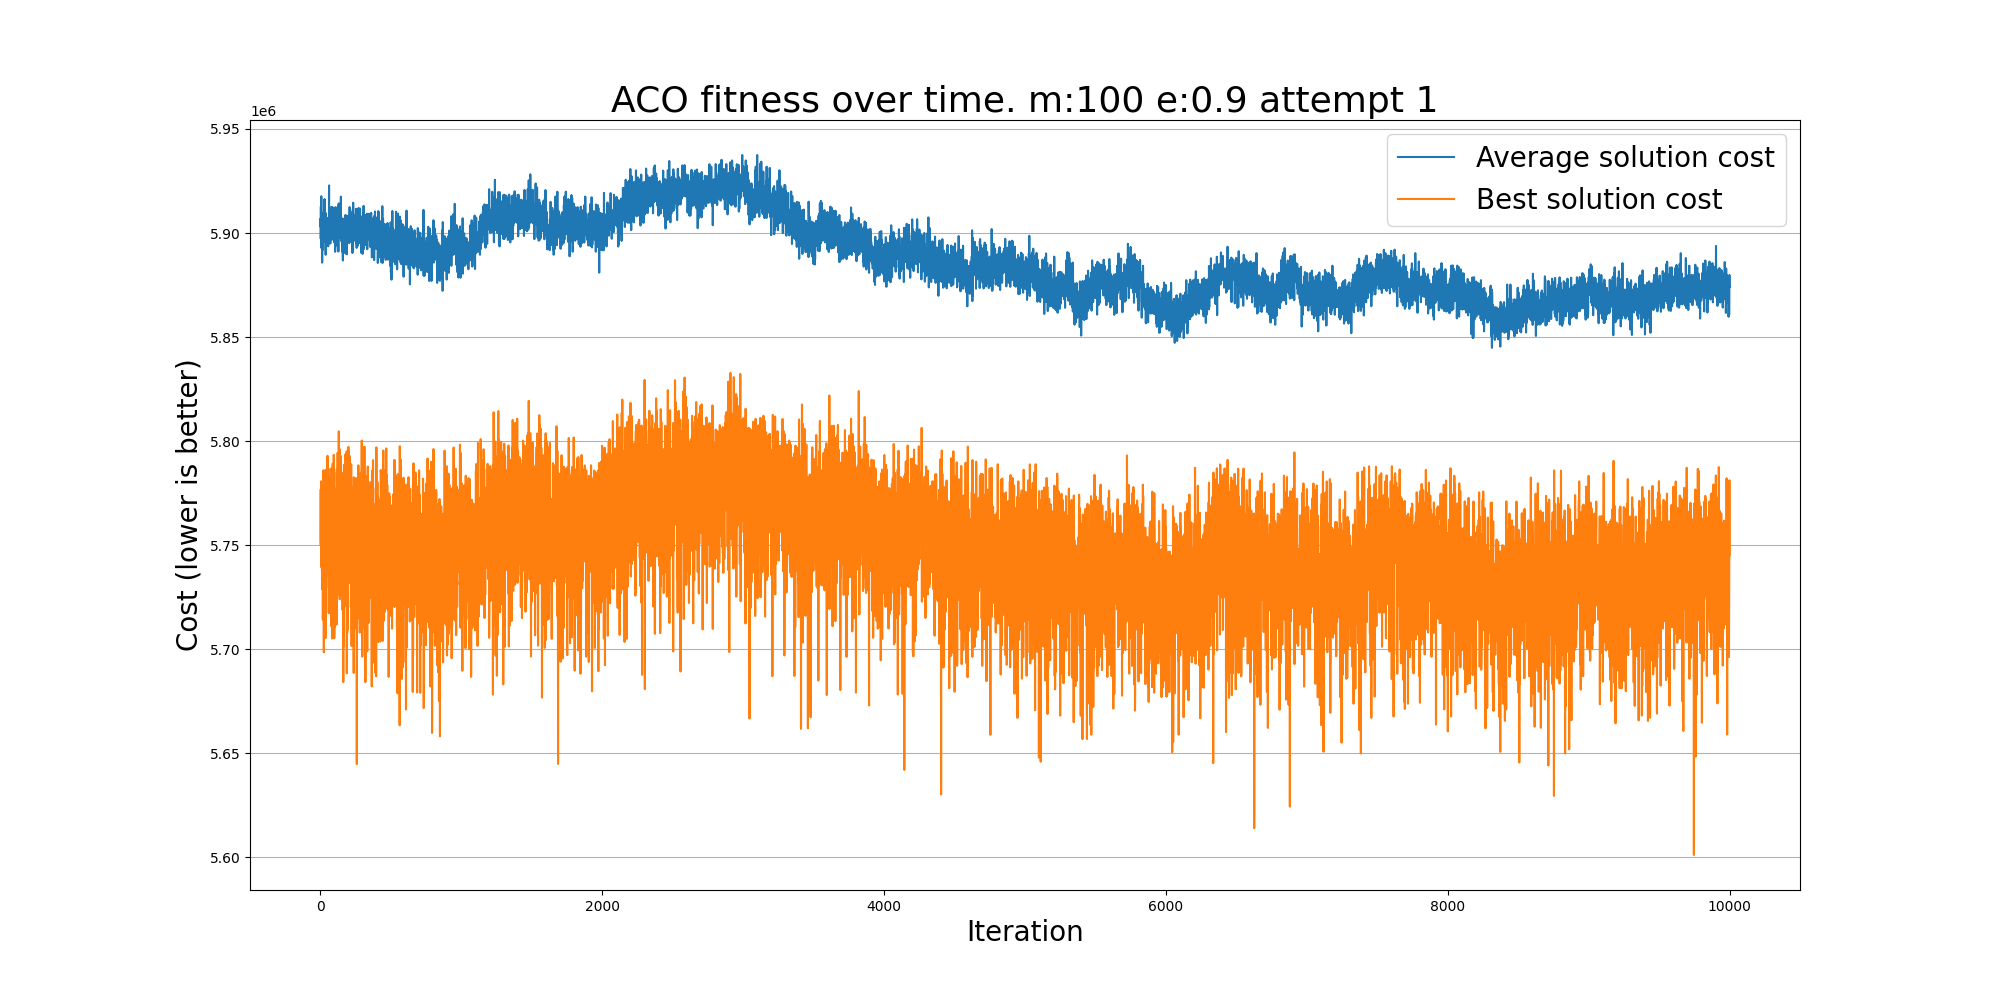 ACO fitness over time. m:100 e:0.9 attempt 1
1e6
Average solution cost
Best solution cost
5.95
5.90
5.85
5.80
5.75
5.70
5.65
5.60
Cost (lower is better)
0 2000 4000 6000 8000 10000
Iteration